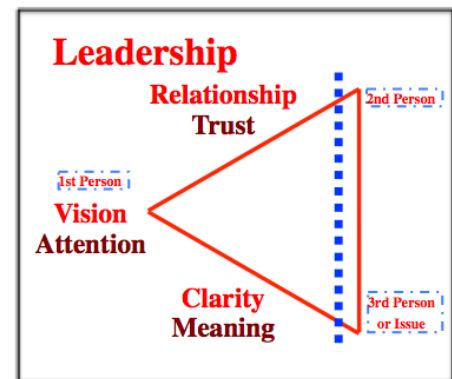 Leadership
Relationship
Trust
2nd Person
1st Person
Vision
Attention
Clarity
Meaning
3rd Person
or Issue